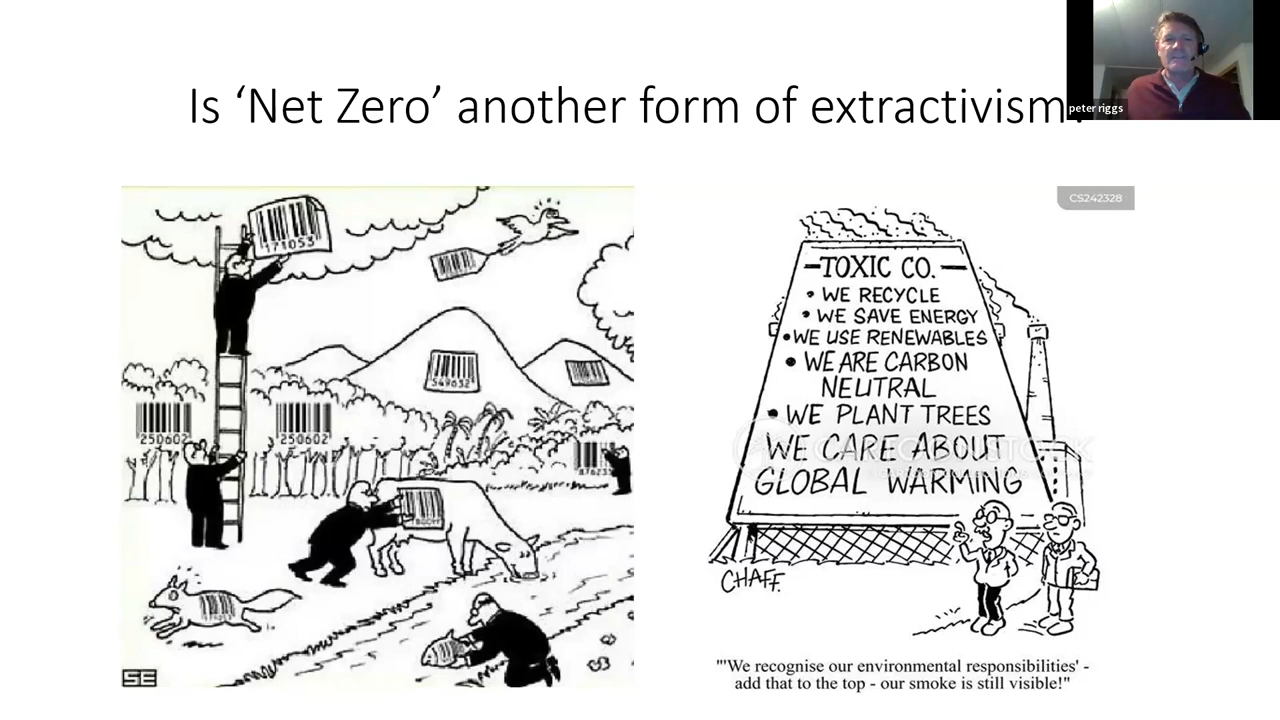 Is ‘Net Zero’ another form of extractivism?
peter riggs
171053
549632
250602
250602
SE
CS242328
TOXIC CO.
• WE RECYCLE
• WE SAVE ENERGY
• WE USE RENEWABLES
• WE ARE CARBON
NEUTRAL
• WE PLANT TREES
WE CARE ABOUT
GLOBAL WARMING
CHAFF.
"'We recognise our environmental responsibilities' -
add that to the top - our smoke is still visible!"